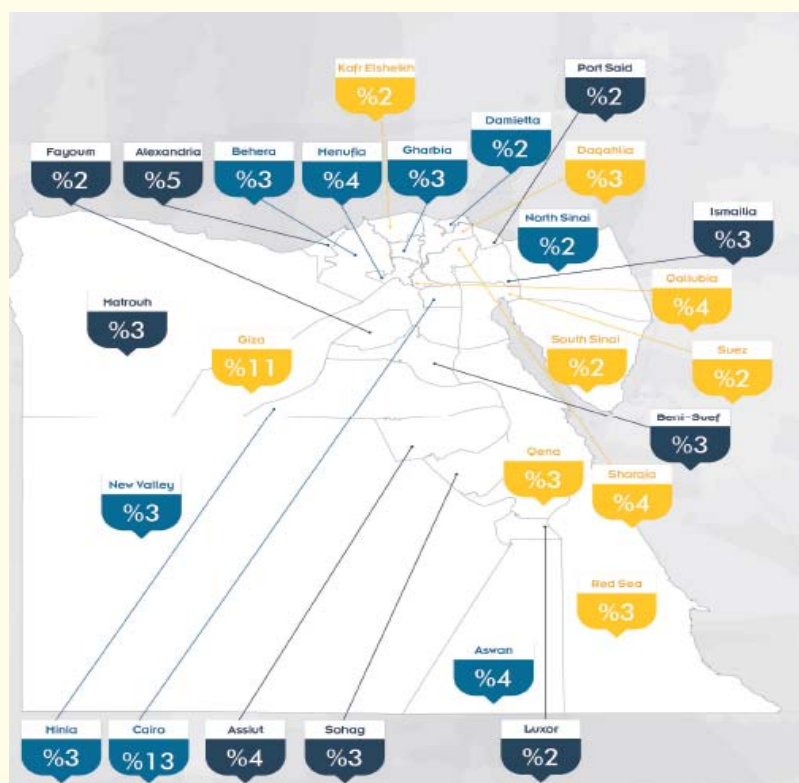 Kafr Elsheikh
%2
Port Said
%2
Damietta
%2
Fayoum
%2
Alexandria
%5
Behera
%3
Menufia
%4
Gharbia
%3
Daqahlia
%3
North Sinai
%2
Ismailia
%3
Qallubia
%4
Matrouh
%3
Giza
%11
South Sinai
%2
Suez
%2
Beni-Suef
%3
Qena
%3
Sharqia
%4
New Valley
%3
Red Sea
%3
Aswan
%4
Minia
%3
Cairo
%13
Assiut
%4
Sohag
%3
Luxor
%2